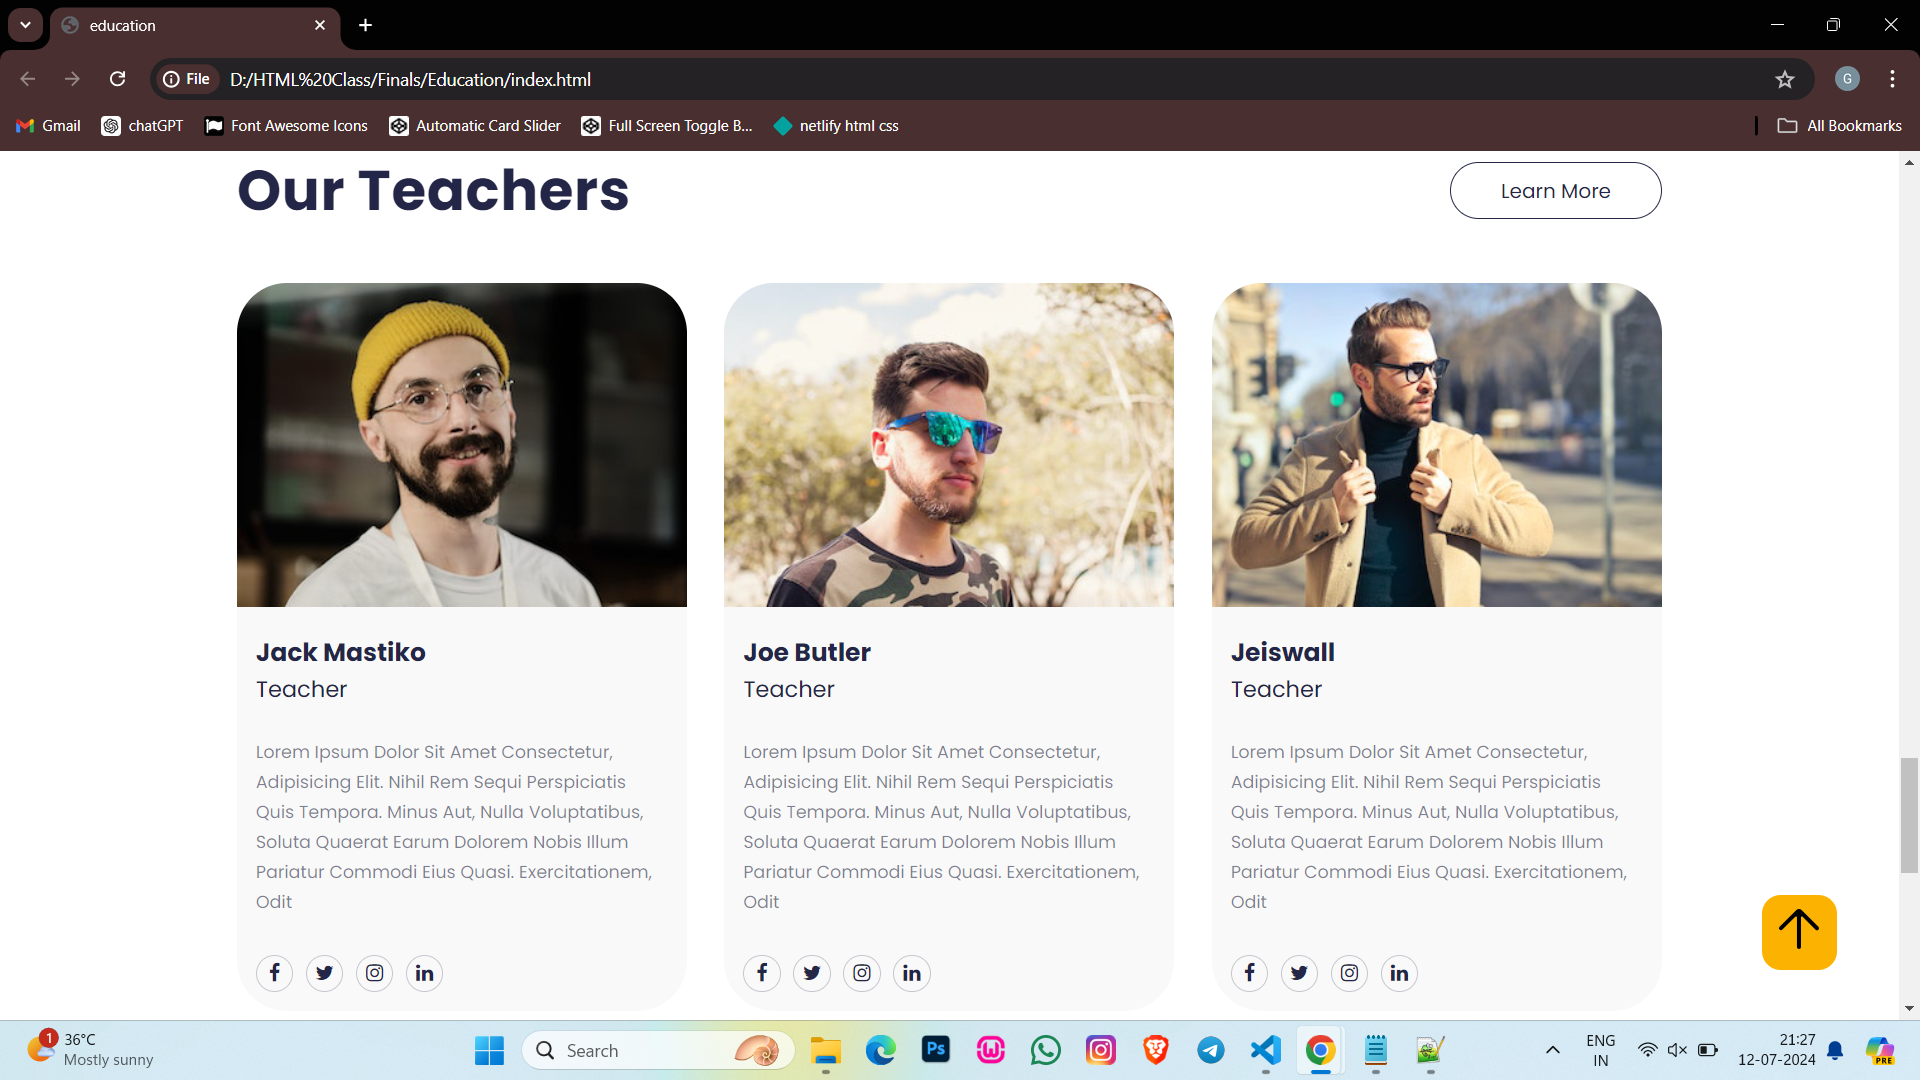 education
File
D:/HTML%20Class/Finals/Education/index.html
G
Gmail
chatGPT
Font Awesome Icons
Automatic Card Slider
Full Screen Toggle B...
netlify html css
All Bookmarks
Our Teachers
Learn More
Jack Mastiko
Teacher
Lorem Ipsum Dolor Sit Amet Consectetur,
Adipisicing Elit. Nihil Rem Sequi Perspiciatis
Quis Tempora. Minus Aut, Nulla Voluptatibus,
Soluta Quaerat Earum Dolorem Nobis Illum
Pariatur Commodi Eius Quasi. Exercitationem,
Odit
Joe Butler
Teacher
Lorem Ipsum Dolor Sit Amet Consectetur,
Adipisicing Elit. Nihil Rem Sequi Perspiciatis
Quis Tempora. Minus Aut, Nulla Voluptatibus,
Soluta Quaerat Earum Dolorem Nobis Illum
Pariatur Commodi Eius Quasi. Exercitationem,
Odit
Jeiswall
Teacher
Lorem Ipsum Dolor Sit Amet Consectetur,
Adipisicing Elit. Nihil Rem Sequi Perspiciatis
Quis Tempora. Minus Aut, Nulla Voluptatibus,
Soluta Quaerat Earum Dolorem Nobis Illum
Pariatur Commodi Eius Quasi. Exercitationem,
Odit
1
36°C
Mostly sunny
Search
Ps
ENG
IN
21:27
12-07-2024
PRE